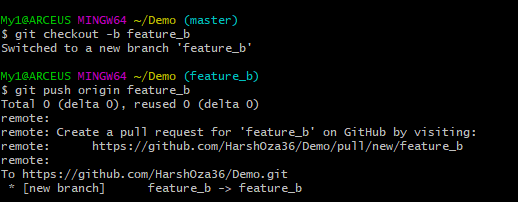 My1@ARCEUS MINGW64 ~/Demo (master)
$ git checkout -b feature_b
Switched to a new branch 'feature_b'
My1@ARCEUS MINGW64 ~/Demo (feature_b)
$ git push origin feature_b
Total 0 (delta 0), reused 0 (delta 0)
remote:
remote: Create a pull request for 'feature_b' on GitHub by visiting:
remote:      https://github.com/HarshOza36/Demo/pull/new/feature_b
remote:
To https://github.com/HarshOza36/Demo.git
 * [new branch]      feature_b -> feature_b